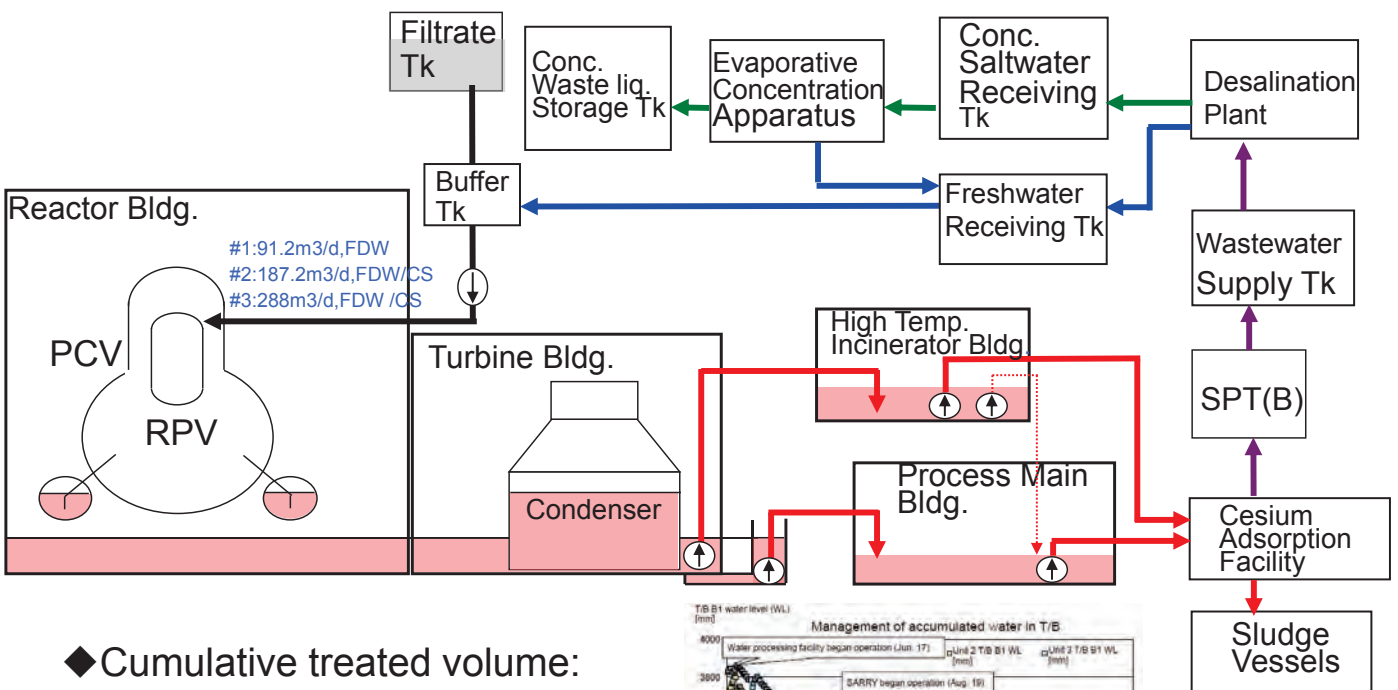 Filtrate
Tk
Conc.
Waste liq.
Storage Tk
Evaporative
Concentration
Apparatus
Conc.
Saltwater
Receiving
Tk
Desalination
Plant
Buffer
Tk
Freshwater
Receiving Tk
Wastewater
Supply Tk
Reactor Bldg.
#1:91.2m3/d,FDW
#2:187.2m3/d,FDW/CS
#3:288m3/d,FDW /CS
PCV
RPV
Turbine Bldg.
Condenser
High Temp.
Incinerator Bldg.
Process Main
Bldg.
SPT(B)
Cesium
Adsorption
Facility
Sludge
Vessels
◆Cumulative treated volume:
T/B B1 water level (WL)
[mm]
Management of accumulated water in T/B
4000
Water processing facility began operation (Jun. 17)
Unit 2 T/B B1 WL
[mm]
Unit 3 T/B B1 WL
[mm]
SARRY began operation (Aug. 19)